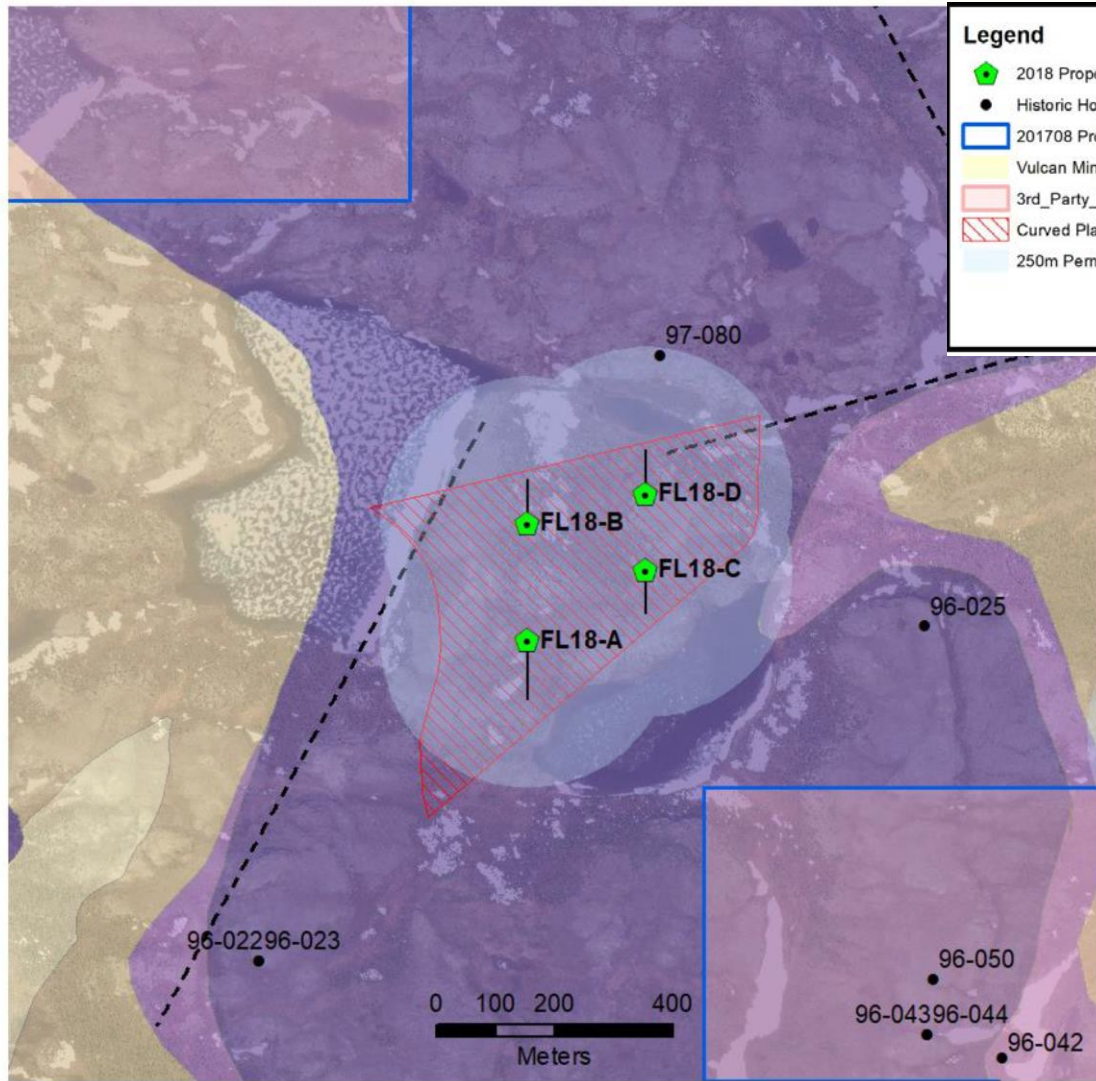 Legend
2018 Prop
Historic Ho
201708 Pro
Vulcan Min
3rd_Party_
Curved Pla
250m Perm
97-080
FL18-D
FL18-B
FL18-C
96-025
FL18-A
96-02296-023
96-050
96-04396-044
96-042
0 100 200 400
Meters